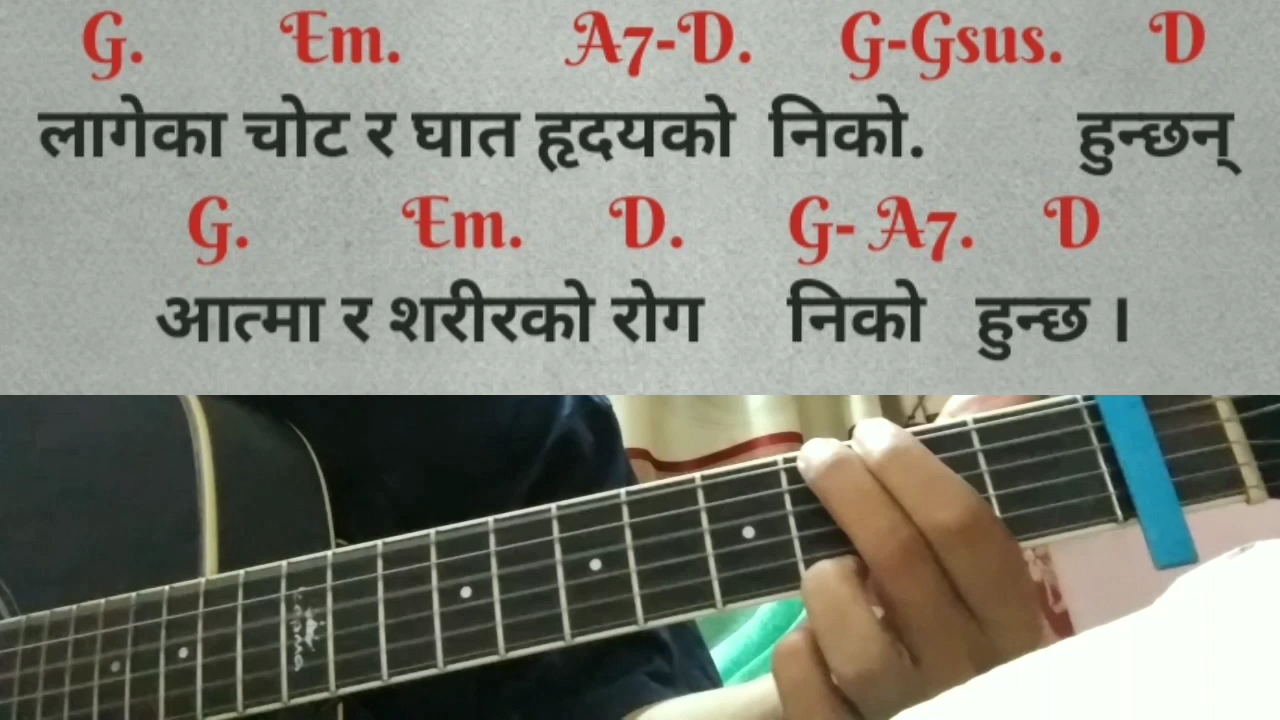 G. Em. A7-D. G-Gsus. D
लागेका चोट र घात हृदयको निको. हुन्छन्
G. Em. D. G- A7. D
आत्मा र शरीरको रोग निको हुन्छ ।